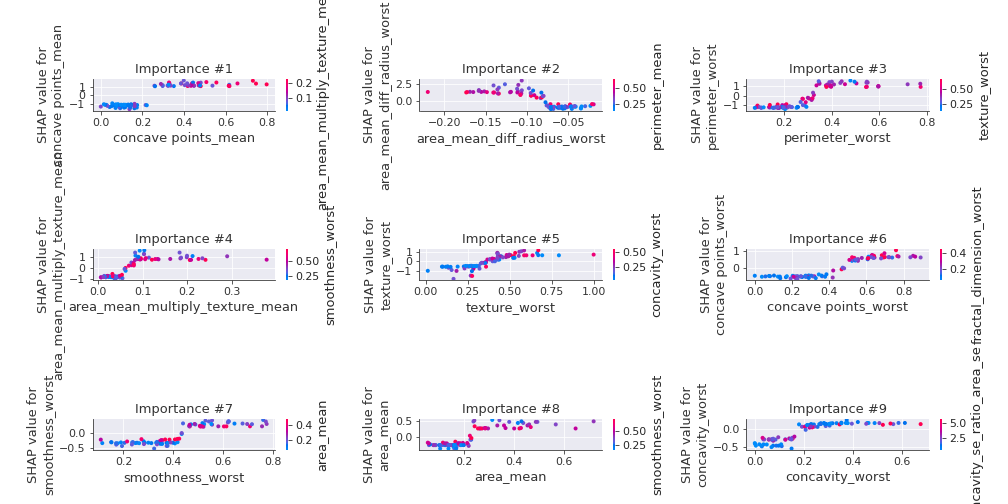 Importance #1
SHAP value for
concave points_mean
1
0
−1
0.0 0.2 0.4 0.6 0.8
concave points_mean
0.2
0.1
area_mean_multiply_texture_me
Importance #2
SHAP value for
area_mean_diff_radius_worst
2.5
0.0
−0.20 −0.15 −0.10 −0.05
area_mean_diff_radius_worst
0.50
0.25
perimeter_mean
Importance #3
SHAP value for
perimeter_worst
1
0
−1
0.2 0.4 0.6 0.8
perimeter_worst
0.50
0.25
texture_worst
Importance #4
SHAP value for
area_mean_multiply_texture_mean
1
0
−1
0.0 0.1 0.2 0.3
area_mean_multiply_texture_mean
0.50
0.25
smoothness_worst
Importance #5
SHAP value for
texture_worst
1
0
−1
0.00 0.25 0.50 0.75 1.00
texture_worst
0.50
0.25
concavity_worst
Importance #6
SHAP value for
concave points_worst
1
0
0.0 0.2 0.4 0.6 0.8
concave points_worst
0.4
0.2
fractal_dimension_worst
Importance #7
SHAP value for
smoothness_worst
0.0
−0.5
0.2 0.4 0.6 0.8
smoothness_worst
0.4
0.2
area_mean
Importance #8
SHAP value for
area_mean
0.5
0.0
0.2 0.4 0.6
area_mean
0.50
0.25
smoothness_worst
Importance #9
SHAP value for
concavity_worst
0.0
−0.5
0.0 0.2 0.4 0.6
concavity_worst
5.0
2.5
cavity_se_ratio_area_se